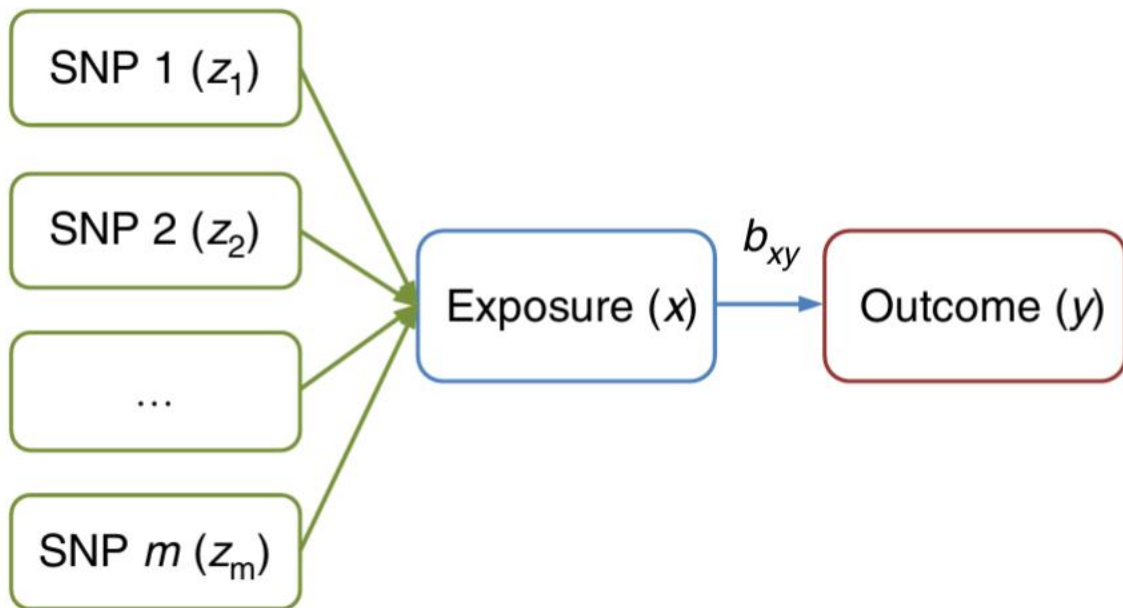 SNP 1 (z1)
SNP 2 (z2)
...
SNP m (zm)
Exposure (x)
bxy
Outcome (y)